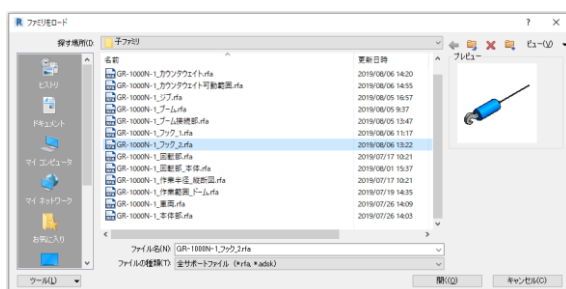 R ファミリをロード ? ×
探す場所(I): 子ファミリ ビュー(V)
名前 更新日時 プレビュー
GR-1000N-1_カウンタウェイト.rfa 2019/08/06 14:20
GR-1000N-1_カウンタウェイト可動範囲.rfa 2019/08/06 14:55
GR-1000N-1_ジブ.rfa 2019/08/05 16:57
GR-1000N-1_ブーム.rfa 2019/08/05 9:37
GR-1000N-1_ブーム接続部.rfa 2019/08/05 13:47
GR-1000N-1_フック_1.rfa 2019/08/06 11:17
GR-1000N-1_フック_2.rfa 2019/08/06 13:22
GR-1000N-1_回転部.rfa 2019/07/17 10:21
GR-1000N-1_回転部_本体.rfa 2019/08/01 15:37
GR-1000N-1_作業半径_縦断図.rfa 2019/07/17 10:21
GR-1000N-1_作業範囲_ドーム.rfa 2019/07/19 14:35
GR-1000N-1_車両.rfa 2019/07/26 14:09
GR-1000N-1_本体部.rfa 2019/07/26 14:03
ヒストリ
ドキュメント
マイ コンピュータ
マイ ネットワーク
お気に入り
ファイル名(N): GR-1000N-1_フック_2.rfa
ファイルの種類(T): 全サポートファイル (*.rfa, *.adsk)
ツール(L) 開く(O) キャンセル(C)